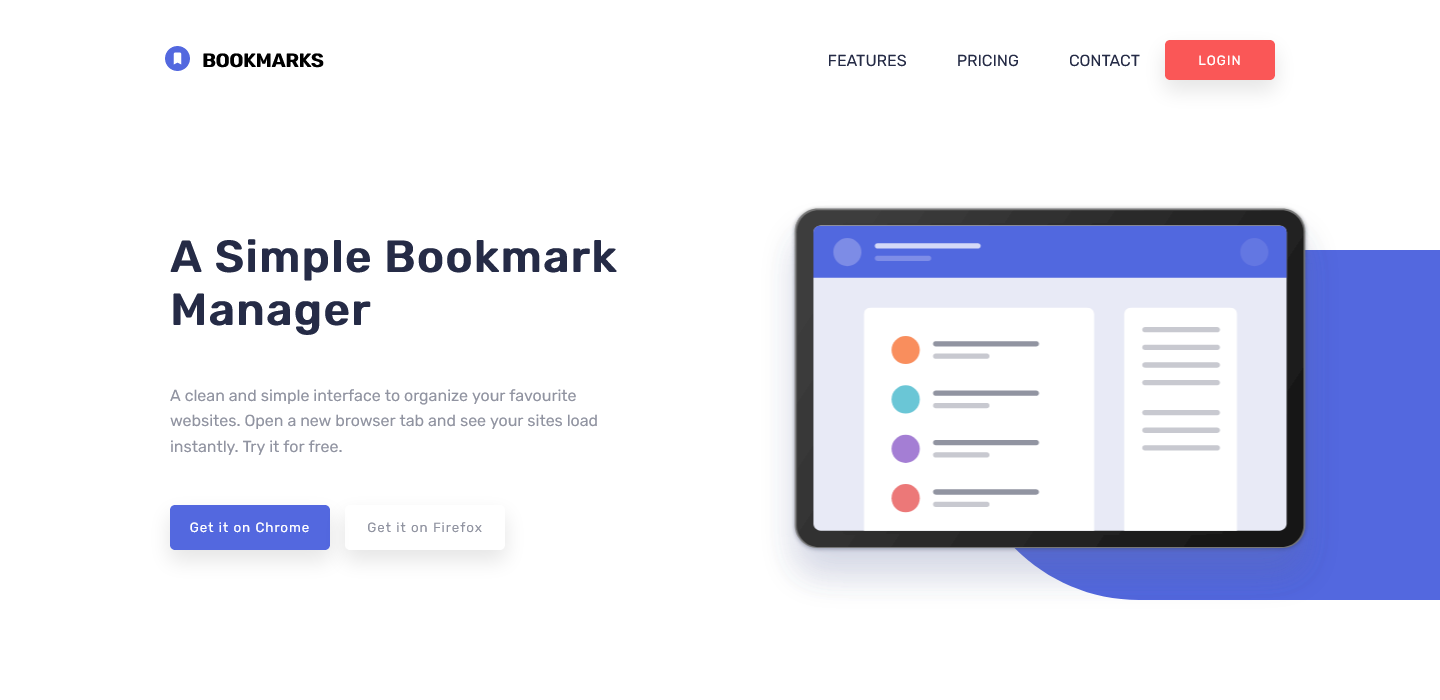 BOOKMARKS
FEATURES PRICING CONTACT LOGIN
A Simple Bookmark
Manager
A clean and simple interface to organize your favourite
websites. Open a new browser tab and see your sites load
instantly. Try it for free.
Get it on Chrome Get it on Firefox